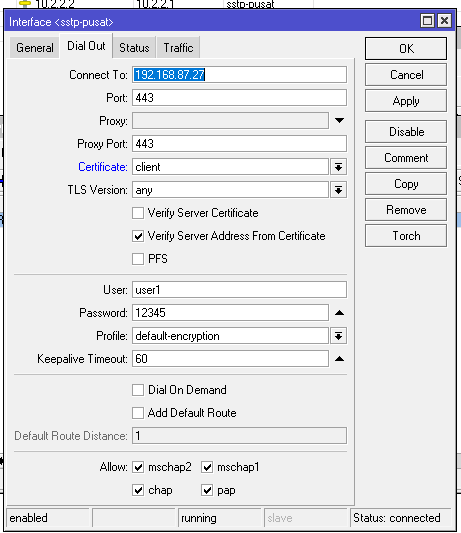 10.2.2.2 10.2.2.1 sstp-pusat
Interface <sstp-pusat>
General Dial Out Status Traffic
OK
Connect To: 192.168.87.27
Cancel
Port: 443
Apply
Proxy:
Proxy Port: 443
Disable
Certificate: client
Comment
TLS Version: any
Copy
Verify Server Certificate
Remove
Verify Server Address From Certificate
Torch
PFS
User: user1
Password: 12345
Profile: default-encryption
Keepalive Timeout: 60
Dial On Demand
Add Default Route
Default Route Distance: 1
Allow: mschap2 mschap1
chap pap
enabled running slave Status: connected